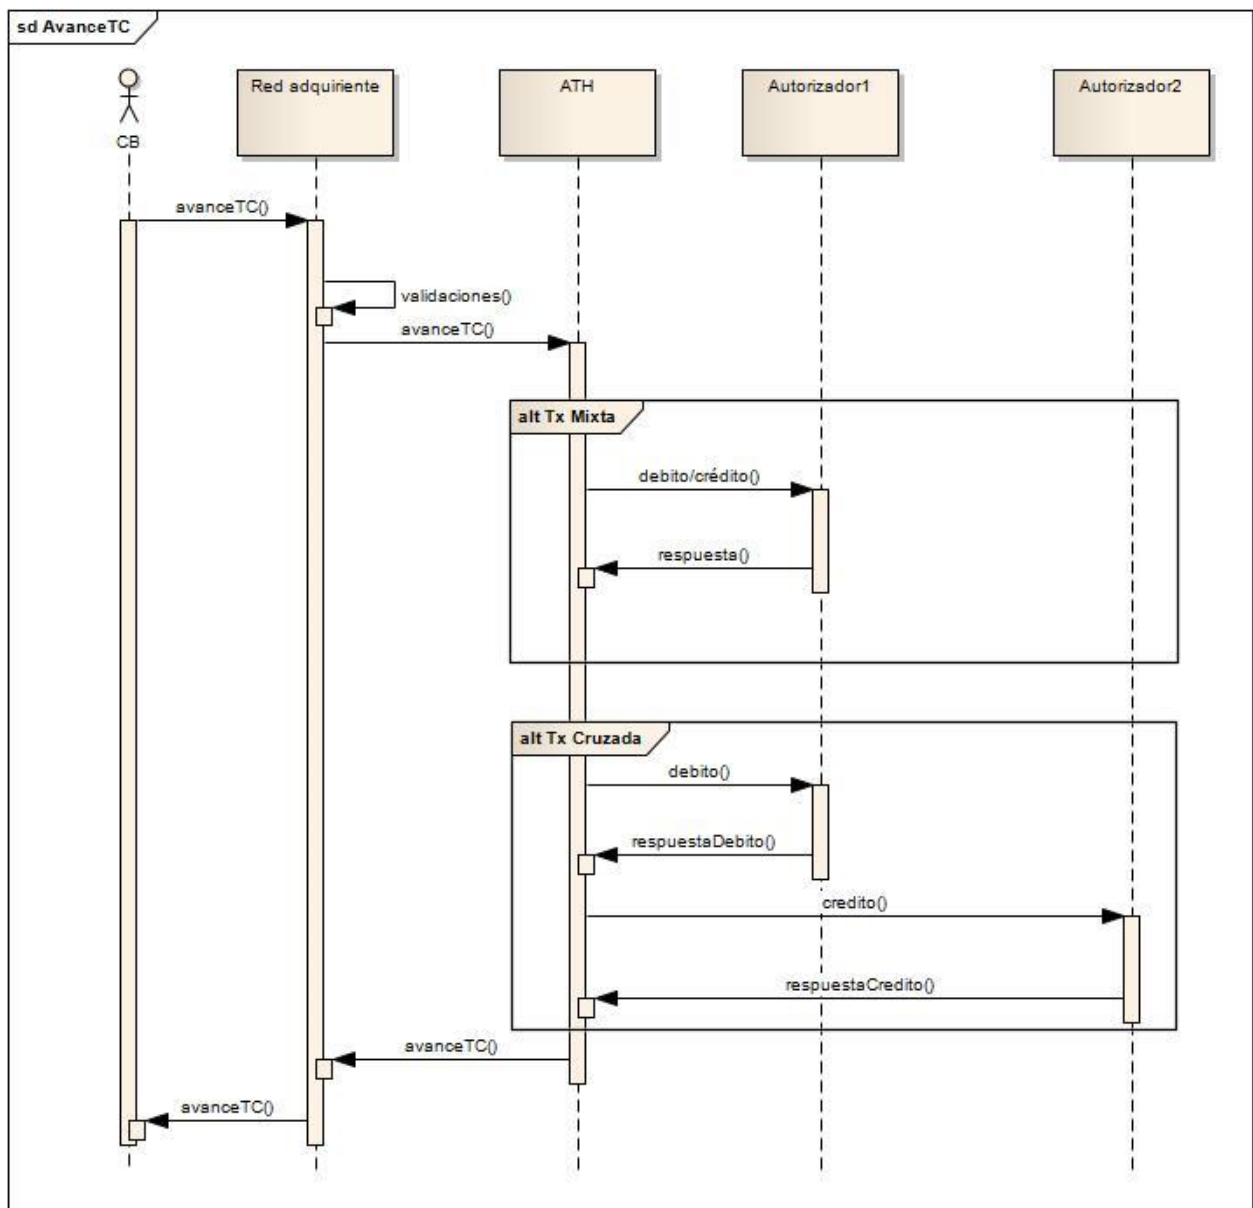 sd AvanceTC
CB
Red adquiriente
ATH
Autorizador1
Autorizador2
avanceTC()
validaciones()
avanceTC()
alt Tx Mixta
debito/crédito()
respuesta()
alt Tx Cruzada
debito()
respuestaDebito()
credito()
respuestaCredito()
avanceTC()
avanceTC()